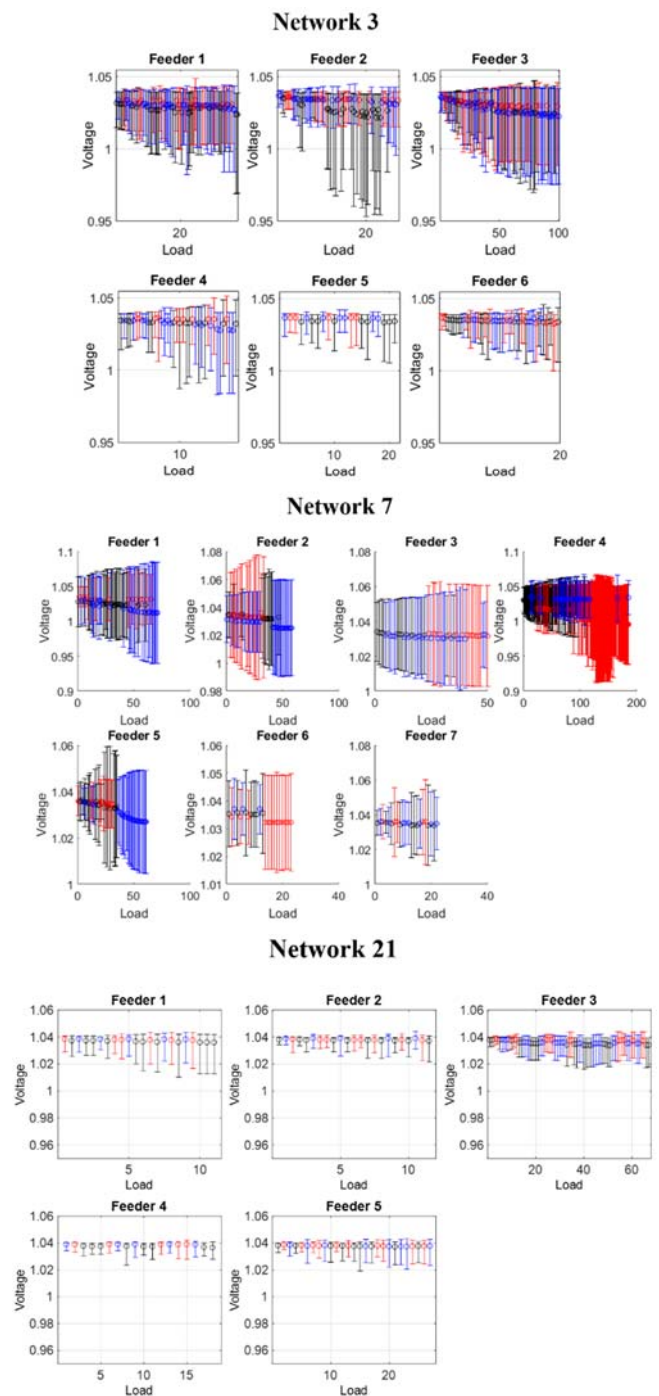 Network 3
Feeder 1 Feeder 2 Feeder 3
1.05 1.05 1.05
Voltage Voltage Voltage
1 1 1
0.95 0.95 0.95
20 20 50 100
Load Load Load
Feeder 4 Feeder 5 Feeder 6
1.05 1.05 1.05
Voltage Voltage Voltage
1 1 1
0.95 0.95 0.95
10 10 20 20
Load Load Load
Network 7
Feeder 1 Feeder 2 Feeder 3 Feeder 4
1.1 1.08 1.08 1.1
1.05 1.06 1.06 1.05
Voltage Voltage Voltage Voltage
1.04 1.04
1 1.02 1.02 1
0.95 1 0.95
0.9 0.98 1 0.9
0 50 100 0 50 100 0 50 0 100 200
Load Load Load Load
Feeder 5 Feeder 6 Feeder 7
1.06 1.06 1.08
1.05 1.06
1.04 1.04
Voltage Voltage Voltage
1.03 1.04
1.02 1.02 1.02
1 1.01 1
0 50 100 0 20 40 0 20 40
Load Load Load
Network 21
Feeder 1 Feeder 2 Feeder 3
1.06 1.06 1.06
1.04 1.04 1.04
1.02 1.02 1.02
Voltage Voltage Voltage
1 1 1
0.98 0.98 0.98
0.96 0.96 0.96
5 10 5 10 20 40 60
Load Load Load
Feeder 4 Feeder 5
1.06 1.06
1.04 1.04
1.02 1.02
Voltage Voltage
1 1
0.98 0.98
0.96 0.96
5 10 15 10 20
Load Load